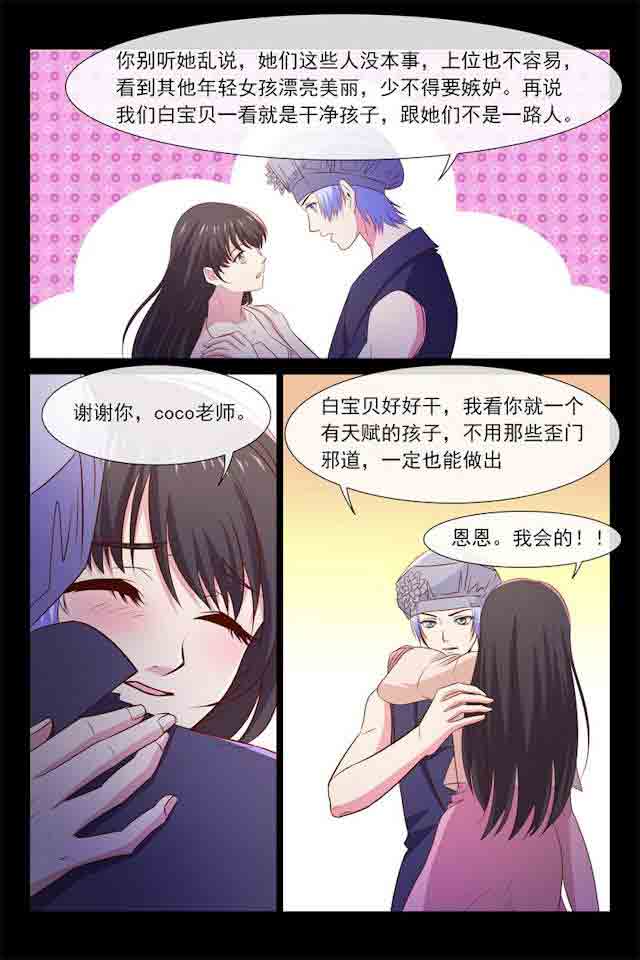 你别听她乱说，她们这些人没本事，上位也不容易，
看到其他年轻女孩漂亮美丽，少不得要嫉妒。再说
我们白宝贝一看就是干净孩子，跟她们不是一路人。
谢谢你，coco老师。
白宝贝好好干，我看你就一个
有天赋的孩子，不用那些歪门
邪道，一定也能做出
恩恩。我会的！！